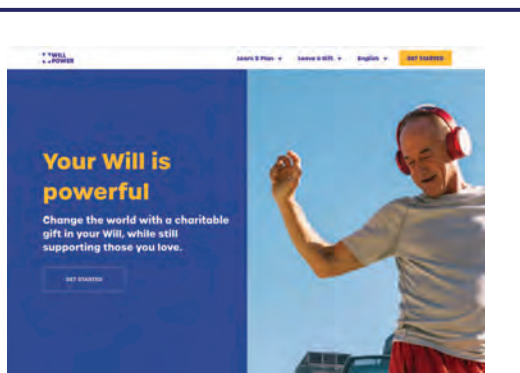 WILL
POWER
Learn & Plan
Leave a Gift
English
GET STARTED
Your Will is
powerful
Change the world with a charitable
gift in your Will, while still
supporting those you love.
GET STARTED